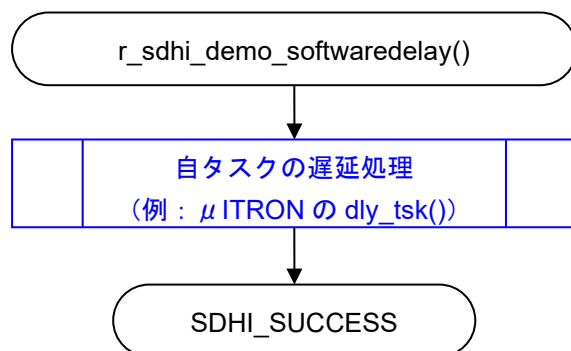 r_sdhi_demo_softwaredelay()
自タスクの遅延処理
（例：μITRON の dly_tsk()）
SDHI_SUCCESS